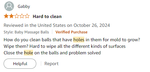 Gabby
Hard to clean
Reviewed in the United States on October 26, 2024
Style: Baby Passage Balls | Verified Purchase
How do you clean balls that have holes in them for mold to grow?
Wipe them? Hard to wipe all the different kinds of surfaces
Close the hole on the balls and problem solved
Helpful
Report